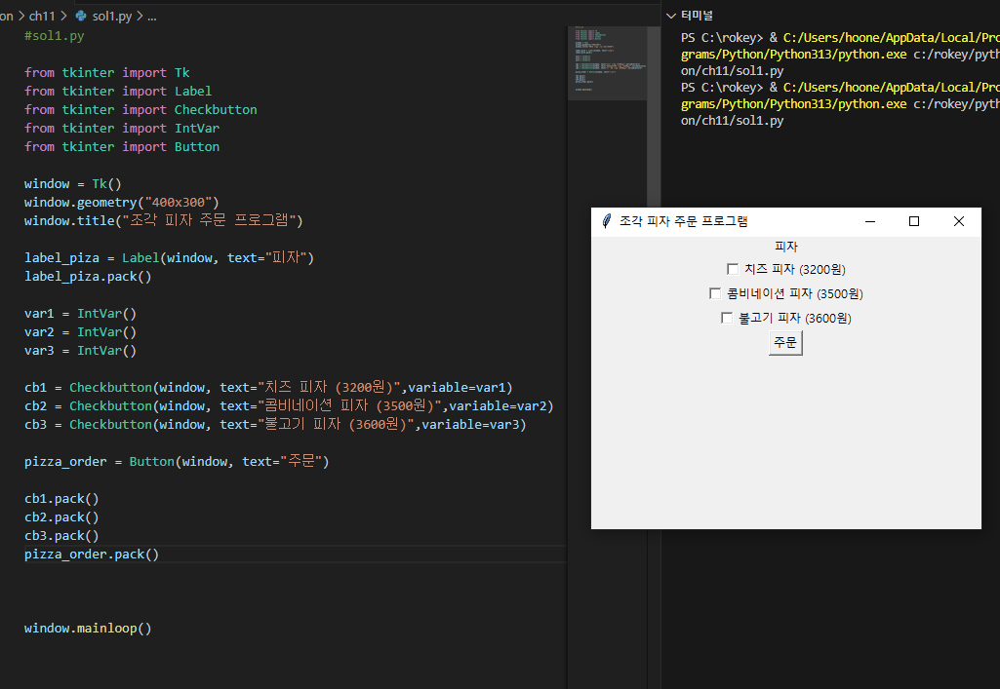 on > ch11 > sol1.py > ...
#sol1.py
from tkinter import Tk
from tkinter import Label
from tkinter import Checkbutton
from tkinter import IntVar
from tkinter import Button
window = Tk()
window.geometry("400x300")
window.title("조각 피자 주문 프로그램")
label_piza = Label(window, text="피자")
label_piza.pack()
var1 = IntVar()
var2 = IntVar()
var3 = IntVar()
cb1 = Checkbutton(window, text="치즈 피자 (3200원)",variable=var1)
cb2 = Checkbutton(window, text="콤비네이션 피자 (3500원)",variable=var2)
cb3 = Checkbutton(window, text="불고기 피자 (3600원)",variable=var3)
pizza_order = Button(window, text="주문")
cb1.pack()
cb2.pack()
cb3.pack()
pizza_order.pack()
window.mainloop()
터미널
PS C:\rokey> & C:/Users/hoone/AppData/Local/Pro
grams/Python/Python313/python.exe c:/rokey/pyth
on/ch11/sol1.py
PS C:\rokey> & C:/Users/hoone/AppData/Local/Pro
grams/Python/Python313/python.exe c:/rokey/pyth
on/ch11/sol1.py
조각 피자 주문 프로그램
피자
치즈 피자 (3200원)
콤비네이션 피자 (3500원)
불고기 피자 (3600원)
주문